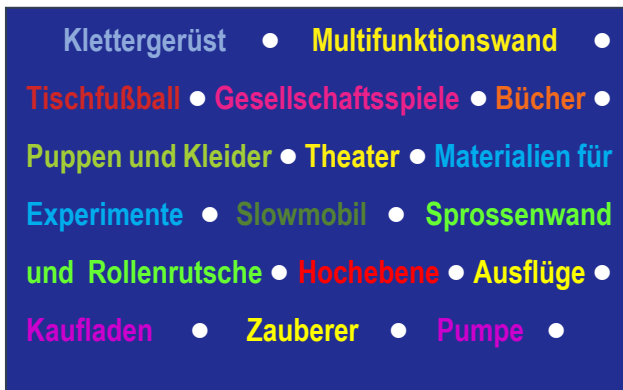 Klettergerüst ● Multifunktionswand ●
Tischfußball ● Gesellschaftsspiele ● Bücher ●
Puppen und Kleider ● Theater ● Materialien für
Experimente ● Slowmobil ● Sprossenwand
und Rollenrutsche ● Hochebene ● Ausflüge ●
Kaufladen ● Zauberer ● Pumpe ●